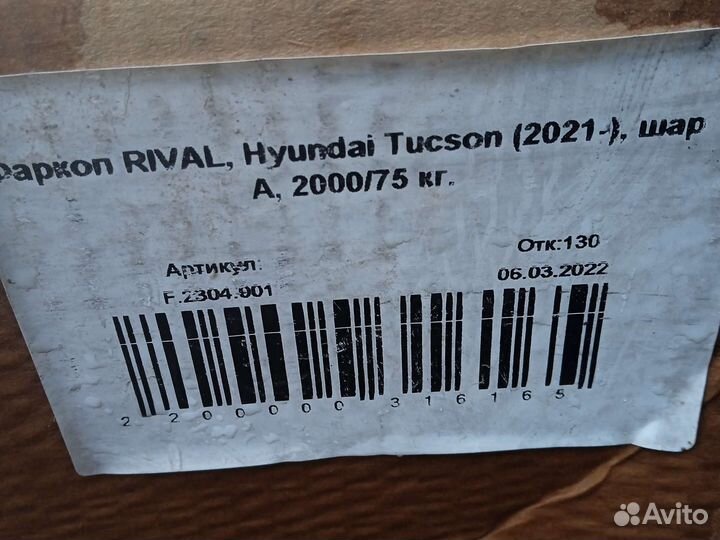 Фаркоп RIVAL, Hyundai Tucson (2021-), шар
А, 2000/75 кг.
Артикул:
F.2304.001
Отк:130
06.03.2022
2 200000 316165
Avito